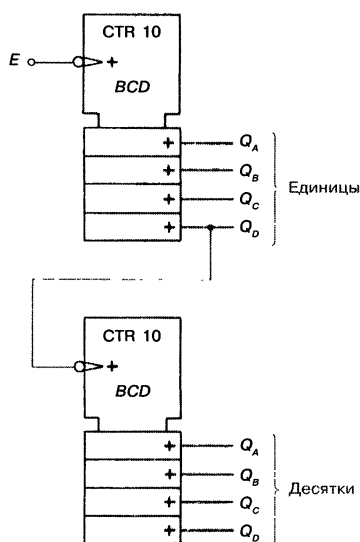 CTR 10
E
+
BCD
+ Q_A
+ Q_B
+ Q_C
+ Q_D
Единицы
CTR 10
+
BCD
+ Q_A
+ Q_B
+ Q_C
+ Q_D
Десятки